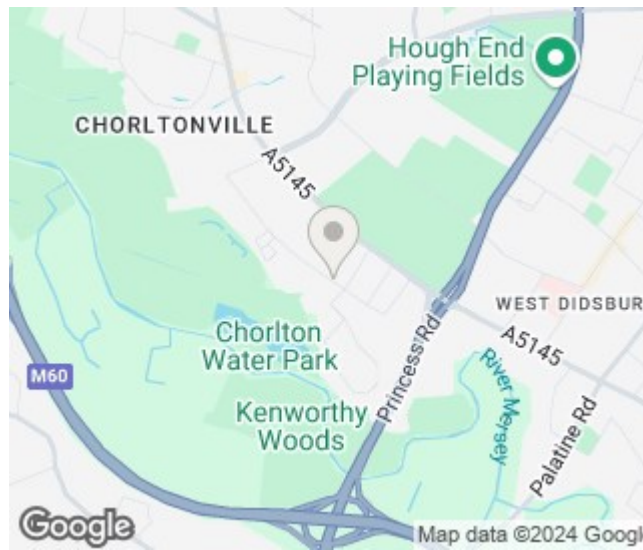 Hough End
Playing Fields
CHORLTONVILLE
A5145
WEST DIDSBUR
Chorlton
Water Park
Princess Rd
A5145
M60
River Mersey
Kenworthy
Woods
Palatine Rd
Google
Map data ©2024 Googl